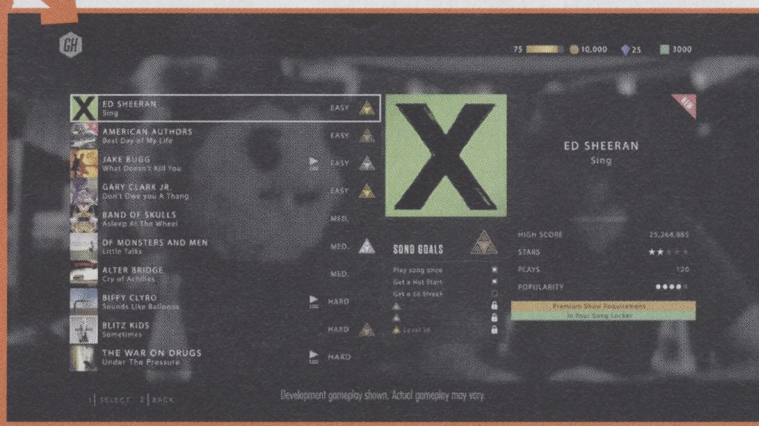 GH
75 10,000 25 3000
ED SHEERAN
Sing
EASY
AMERICAN AUTHORS
Best Day of My Life
EASY
JAKE BUGG
What Doesn't Kill You
EASY
GARY CLARK JR.
Don't Owe you A Thang
EASY
BAND OF SKULLS
Asleep At The Wheel
MED.
OF MONSTERS AND MEN
Little Talks
MED.
ALTER BRIDGE
Cry of Achilles
MED.
BIFFY CLYRO
Sounds Like Balloons
HARD
BLITZ KIDS
Sometimes
HARD
THE WAR ON DRUGS
Under The Pressure
HARD
X
SONG GOALS
Play song once
Get a Hot Start
Get a 50 Streak
Level 20
NEW
ED SHEERAN
Sing
HIGH SCORE 25,264,885
STARS
PLAYS 120
POPULARITY
Premium Show Requirements
In Your Song Locker
1 SELECT 2 BACK
Development gameplay shown. Actual gameplay may vary.